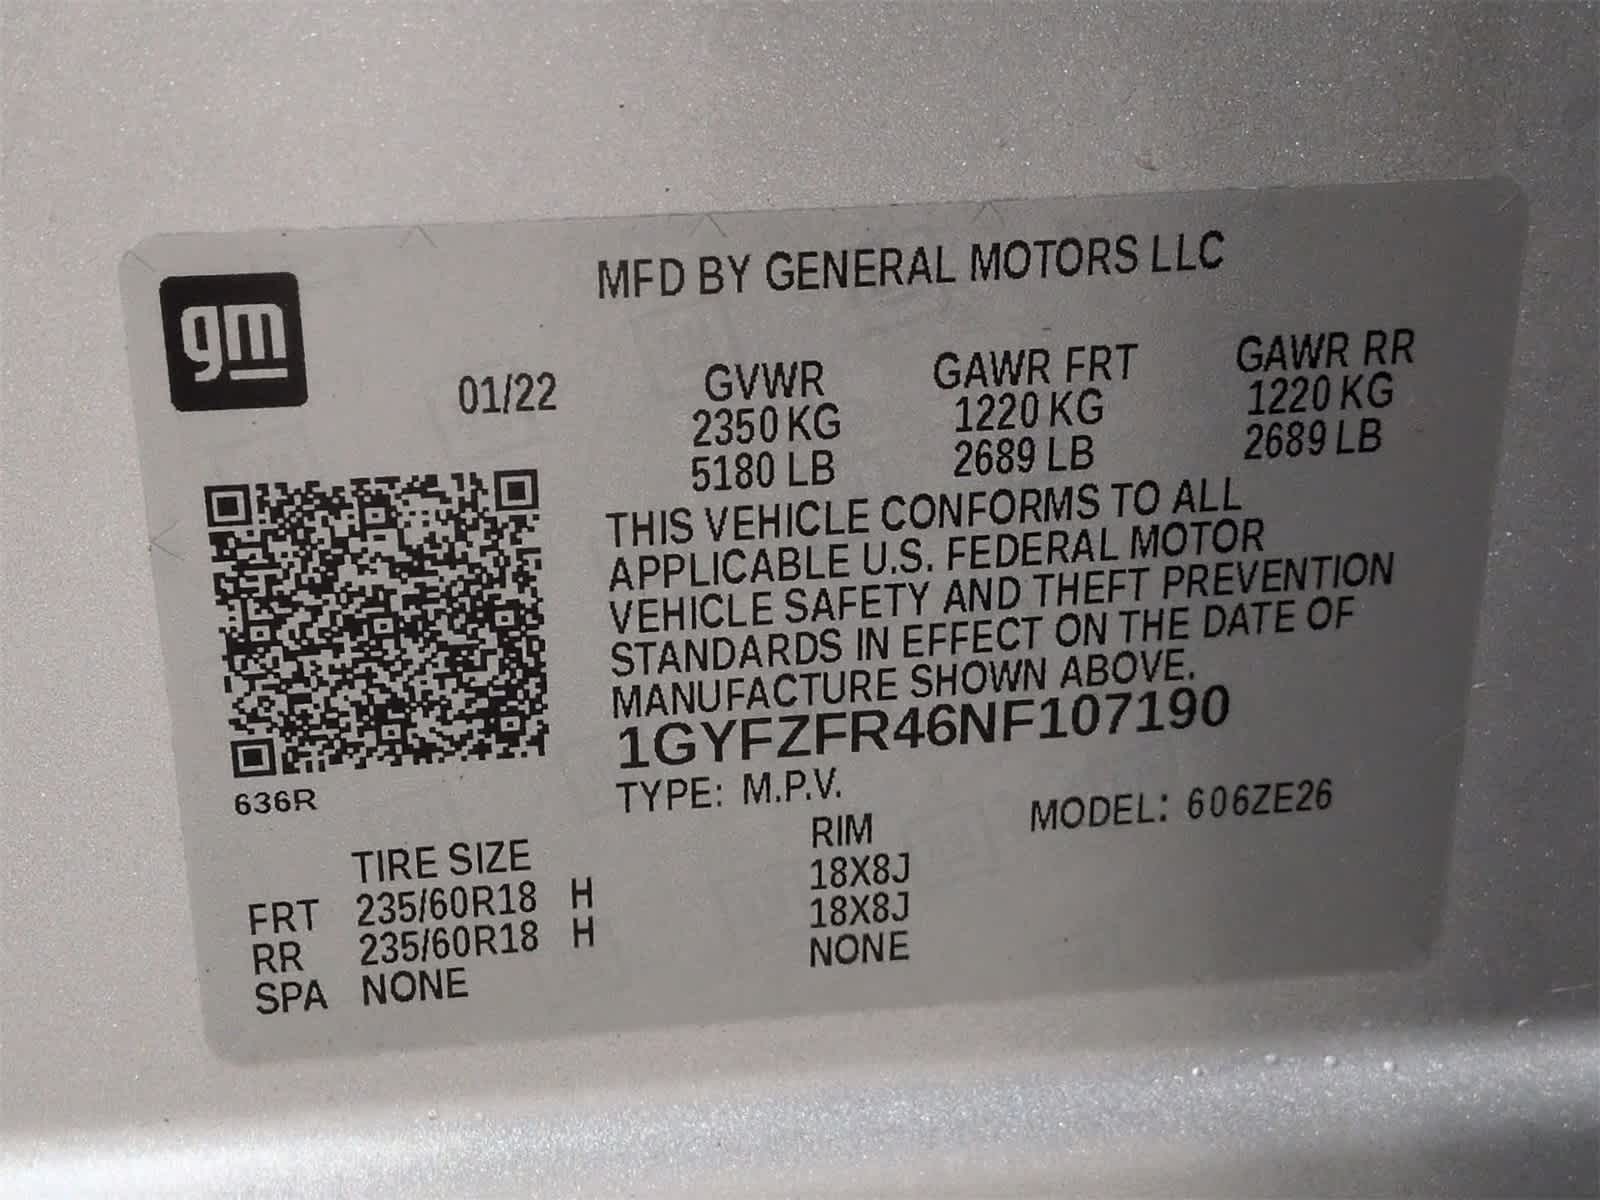 gm
MFD BY GENERAL MOTORS LLC
01/22 GVWR GAWR FRT GAWR RR
2350 KG 1220 KG 1220 KG
5180 LB 2689 LB 2689 LB
THIS VEHICLE CONFORMS TO ALL
APPLICABLE U.S. FEDERAL MOTOR
VEHICLE SAFETY AND THEFT PREVENTION
STANDARDS IN EFFECT ON THE DATE OF
MANUFACTURE SHOWN ABOVE.
1GYFZFR46NF107190
636R
TYPE: M.P.V. MODEL: 606ZE26
TIRE SIZE RIM
FRT 235/60R18 H 18X8J
RR 235/60R18 H 18X8J
SPA NONE NONE